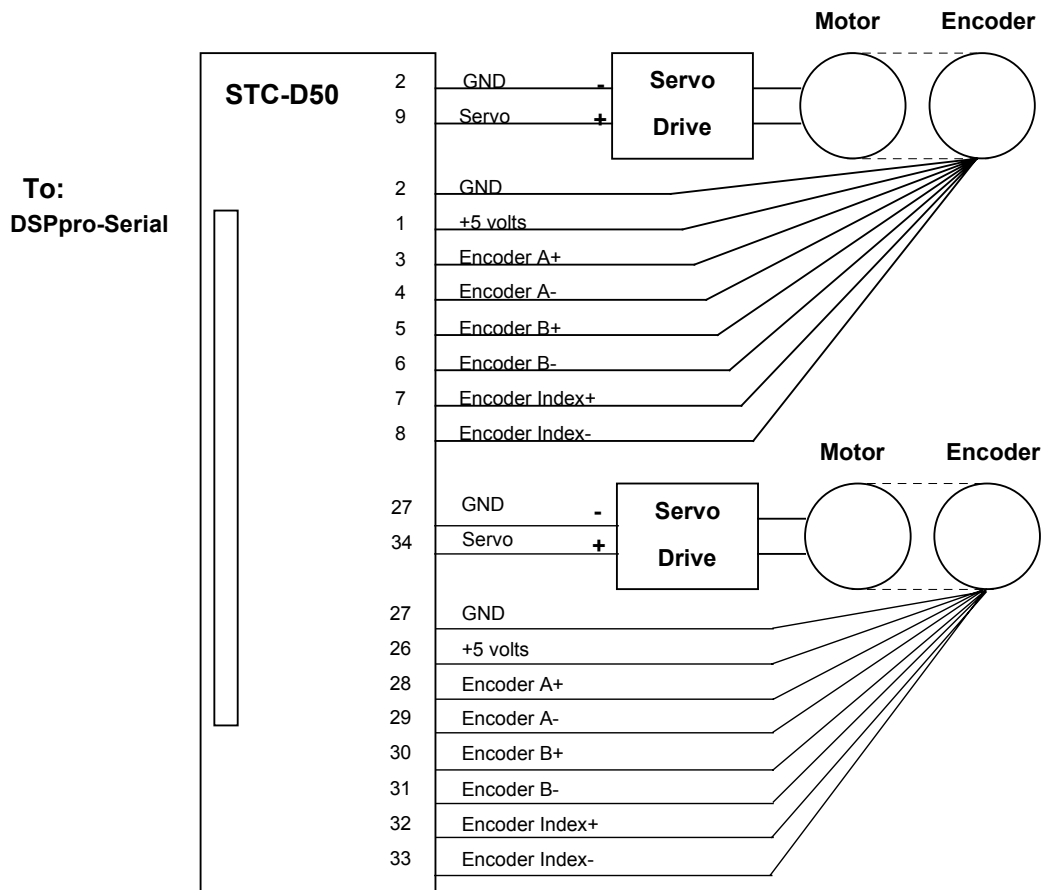 Motor Encoder
STC-D50
2 GND - Servo
9 Servo + Drive
To:
DSPpro-Serial
2 GND
1 +5 volts
3 Encoder A+
4 Encoder A-
5 Encoder B+
6 Encoder B-
7 Encoder Index+
8 Encoder Index-
Motor Encoder
27 GND - Servo
34 Servo + Drive
27 GND
26 +5 volts
28 Encoder A+
29 Encoder A-
30 Encoder B+
31 Encoder B-
32 Encoder Index+
33 Encoder Index-